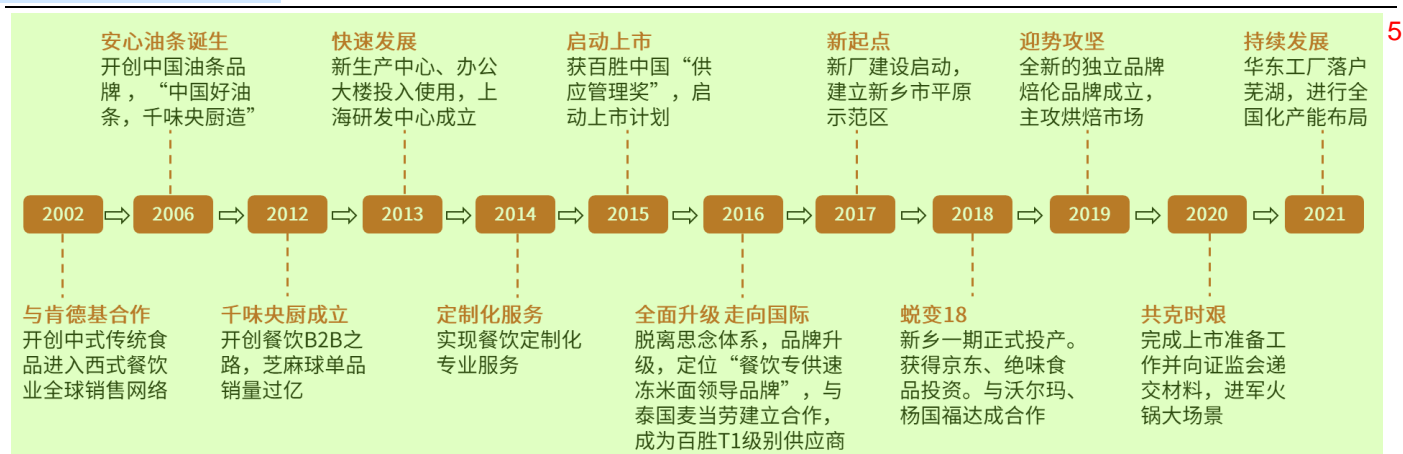 5
安心油条诞生
开创中国油条品
牌，“中国好油
条，千味央厨造”
快速发展
新生产中心、办公
大楼投入使用，上
海研发中心成立
启动上市
获百胜中国“供
应管理奖”，启
动上市计划
新起点
新厂建设启动，
建立新乡市平原
示范区
迎势攻坚
全新的独立品牌
焙伦品牌成立，
主攻烘焙市场
持续发展
华东工厂落户
芜湖，进行全
国化产能布局
2002
2006
2012
2013
2014
2015
2016
2017
2018
2019
2020
2021
与肯德基合作
开创中式传统食
品进入西式餐饮
业全球销售网络
千味央厨成立
开创餐饮B2B之
路，芝麻球单品
销量过亿
定制化服务
实现餐饮定制化
专业服务
全面升级 走向国际
脱离思念体系，品牌升
级，定位“餐饮专供速
冻米面领导品牌”，与
泰国麦当劳建立合作，
成为百胜T1级别供应商
蜕变18
新乡一期正式投产。
获得京东、绝味食
品投资。与沃尔玛、
杨国福达成合作
共克时艰
完成上市准备工
作并向证监会递
交材料，进军火
锅大场景